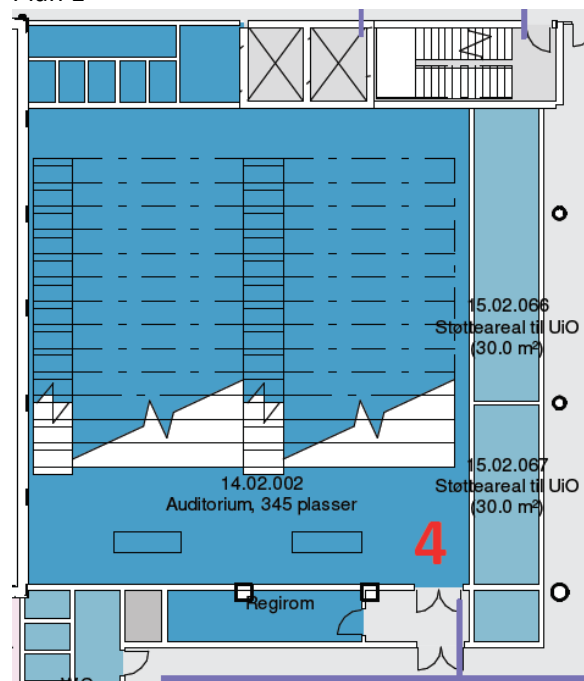 15.02.066
Støtteareal til UiO
(30.0 m²)
15.02.067
Støtteareal til UiO
(30.0 m²)
14.02.002
Auditorium, 345 plasser
4
Regirom